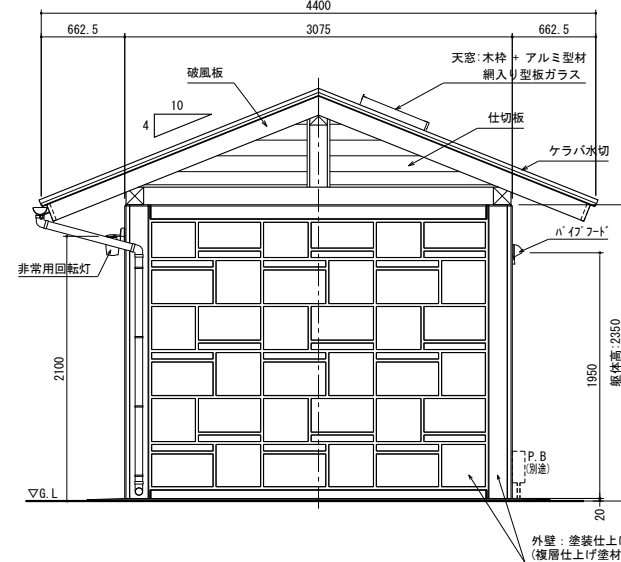 4400
662.5
3075
662.5
天窓:木枠 + アルミ型材
網入り型板ガラス
破風板
10
4
仕切板
ケラバ水切
パイプフード
非常用回転灯
2100
1950
躯体高:2350
P.B
(別途)
▽G.L
20
外壁:塗装仕上げ
(複層仕上げ塗材